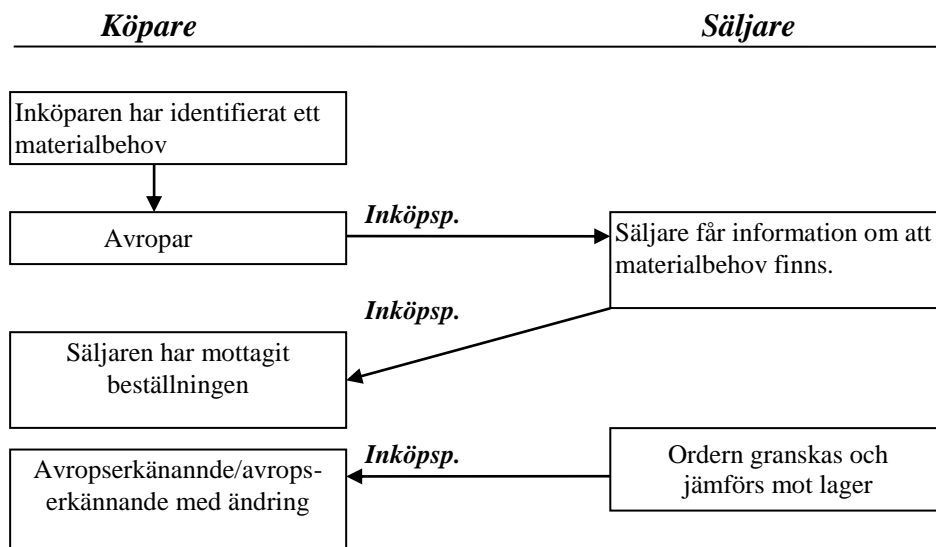 Köpare
Säljare
Inköparen har identifierat ett
materialbehov
Avropar
Inköpsp.
Säljare får information om att
materialbehov finns.
Inköpsp.
Säljaren har mottagit
beställningen
Avropserkänannde/avrops-
erkännande med ändring
Inköpsp.
Ordern granskas och
jämförs mot lager